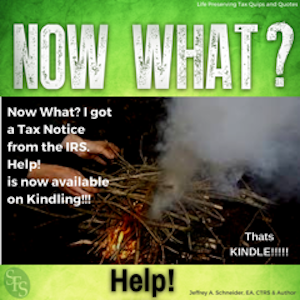 Life Preserving Tax Quips and Quotes
NOW WHAT?
Now What? I got
a Tax Notice
from the IRS.
Help!
is now available
on Kindling!!!
Thats
KINDLE!!!!!
SFS
Help!
Jeffrey A. Schneider, EA, CTRS & Author